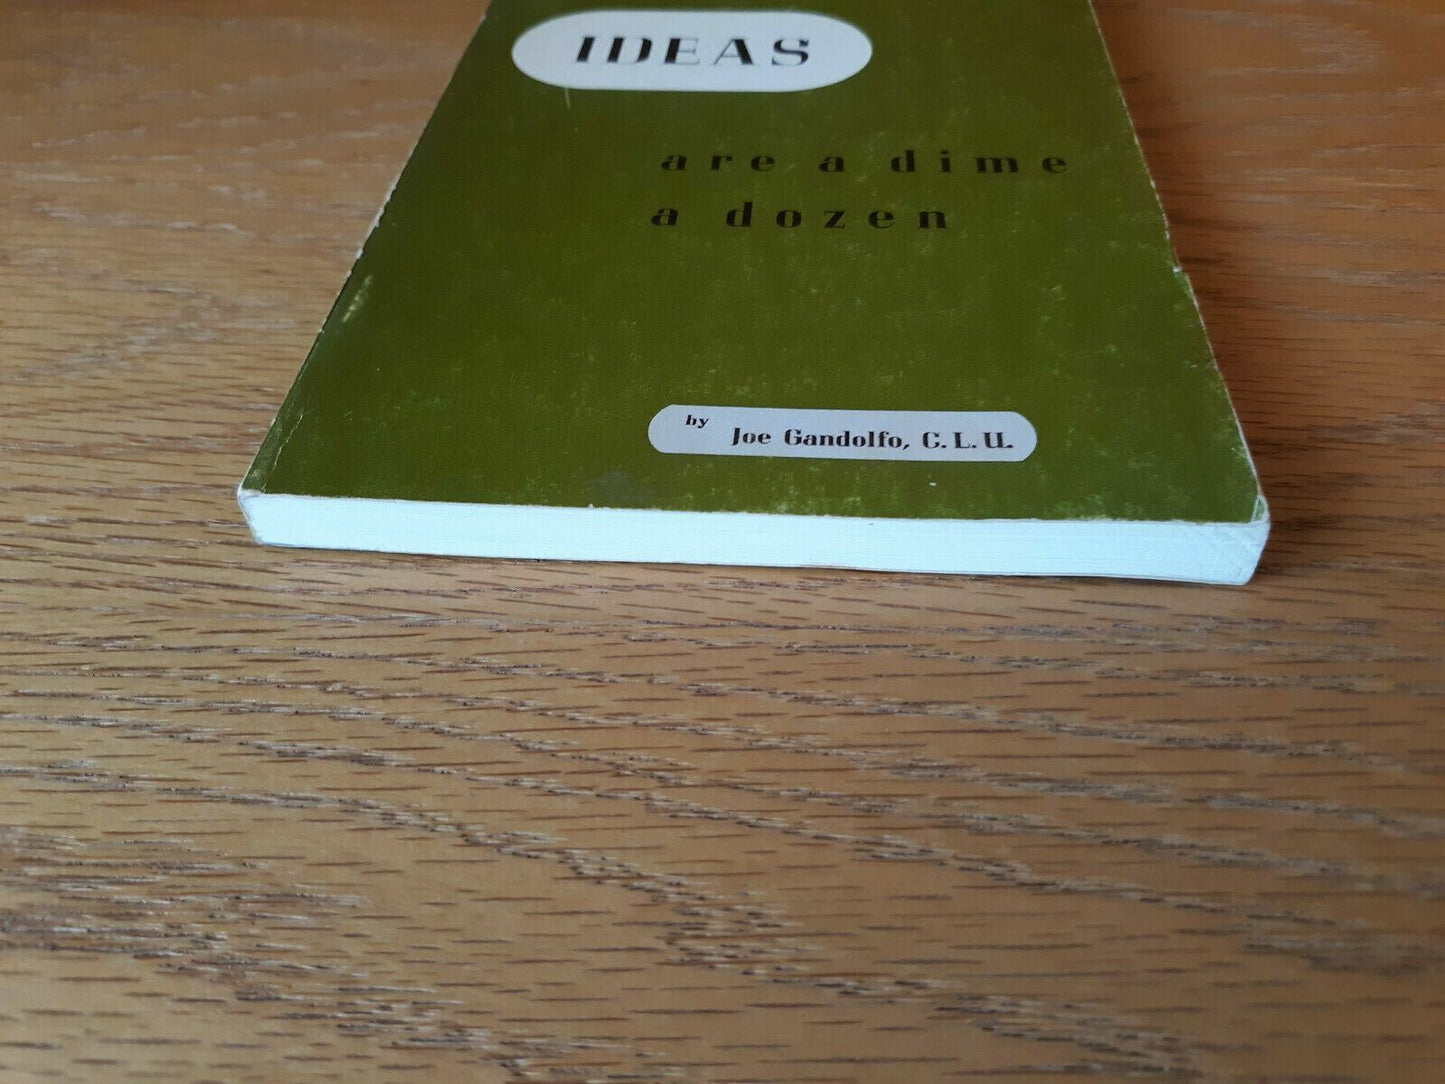 IDEAS
are a dime
a dozen
by Joe Gandolfo, C.L.U.